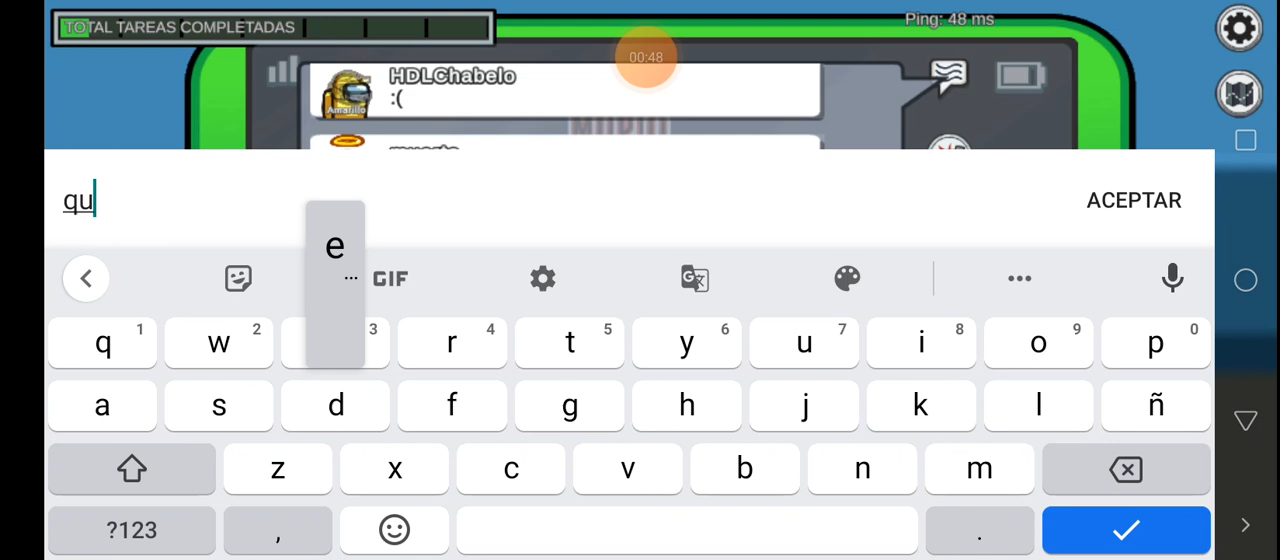 TOTAL TAREAS COMPLETADAS
Ping: 48 ms
00:48
HDLChabelo
Amarillo
:(
muerto
qu
ACEPTAR
e
...
GIF
q 1 w 2 3 r 4 t 5 y 6 u 7 i 8 o 9 p 0
a s d f g h j k l ñ
z x c v b n m
?123 , .